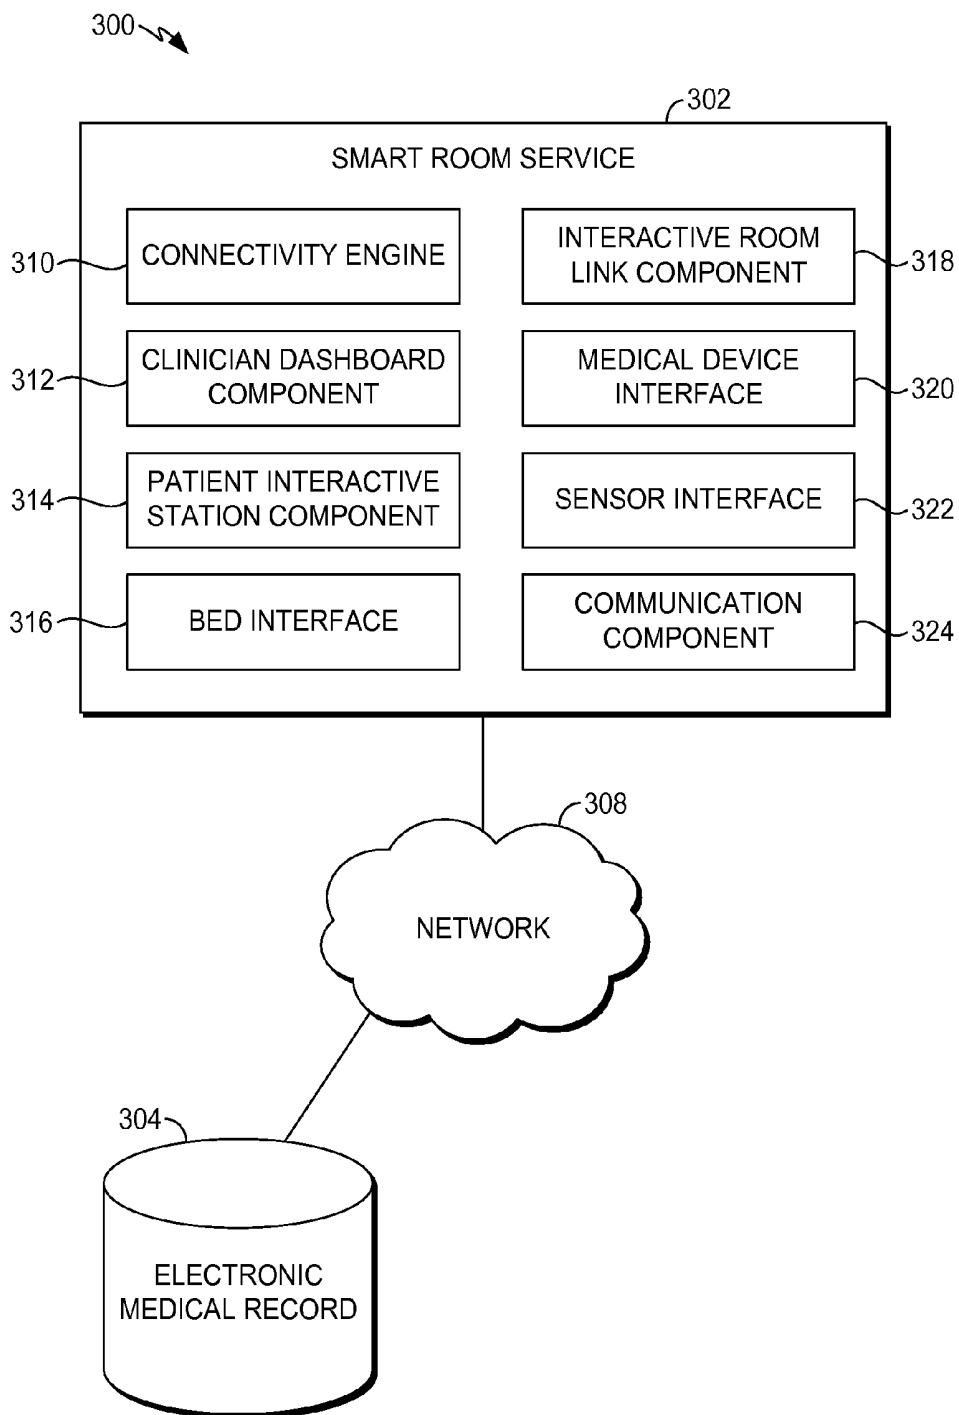 300
302
SMART ROOM SERVICE
310
CONNECTIVITY ENGINE
INTERACTIVE ROOM
LINK COMPONENT
318
312
CLINICIAN DASHBOARD
COMPONENT
MEDICAL DEVICE
INTERFACE
320
314
PATIENT INTERACTIVE
STATION COMPONENT
SENSOR INTERFACE
322
316
BED INTERFACE
COMMUNICATION
COMPONENT
324
308
NETWORK
304
ELECTRONIC
MEDICAL RECORD